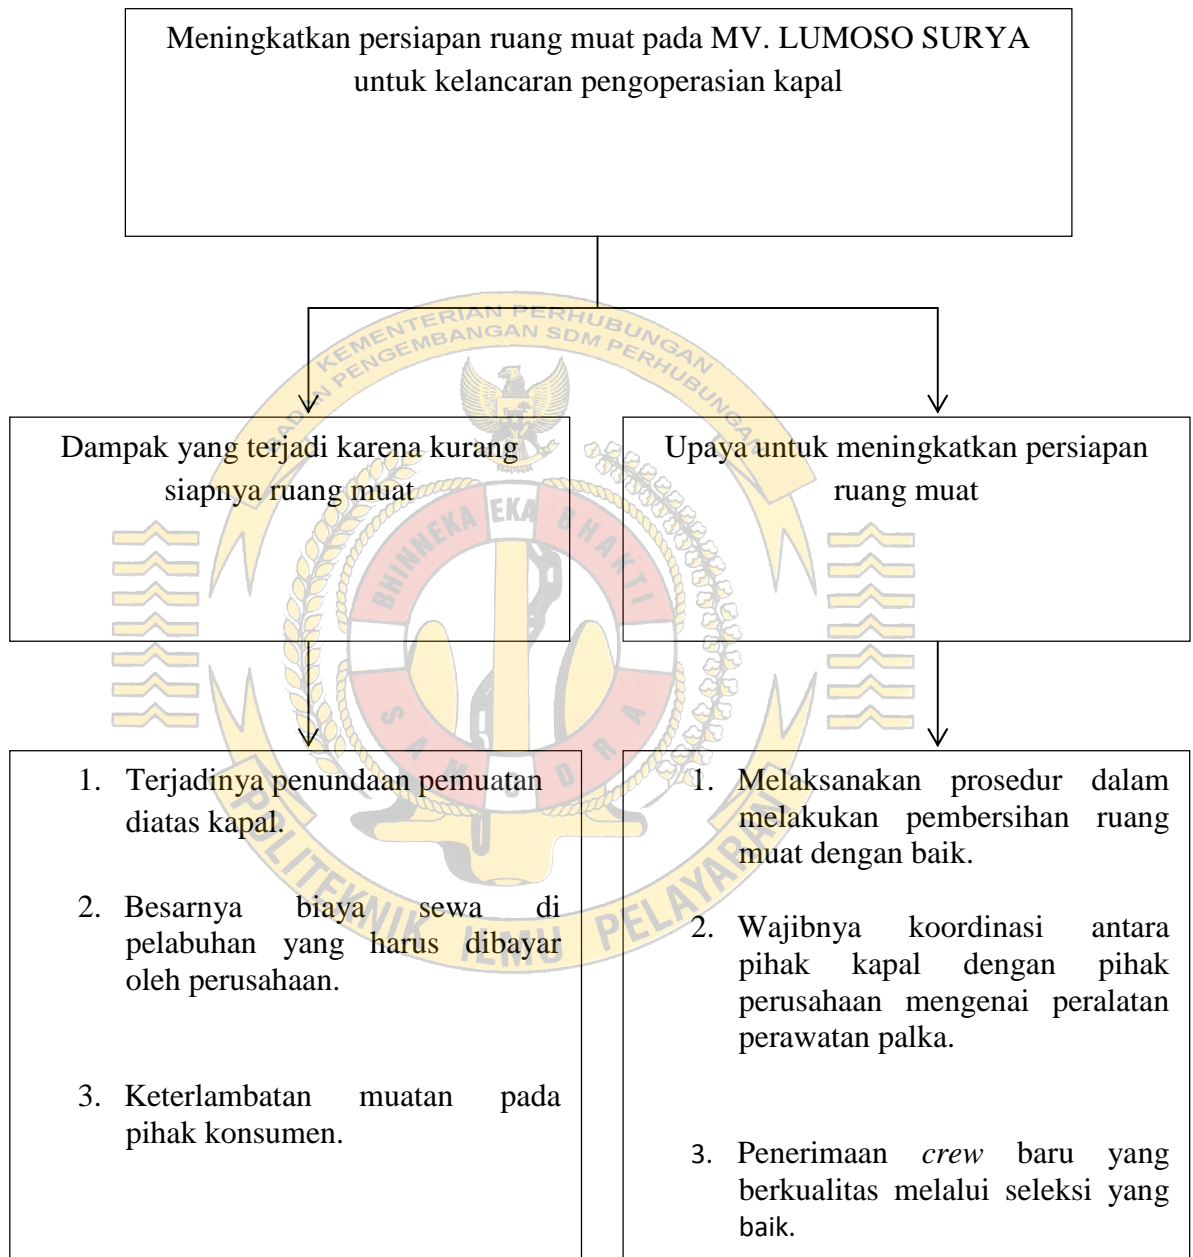 Meningkatkan persiapan ruang muat pada MV. LUMOSO SURYA
untuk kelancaran pengoperasian kapal
KEMENTERIAN PERHUBUNGAN
BADAN PENGEMBANGAN SDM PERHUBUNGAN
Dampak yang terjadi karena kurang
siapnya ruang muat
Upaya untuk meningkatkan persiapan
ruang muat
BHINNEKA EKA BHAKTI
SAMUDRA
POLITEKNIK ILMU PELAYARAN
1. Terjadinya penundaan pemuatan
diatas kapal.
2. Besarnya biaya sewa di
pelabuhan yang harus dibayar
oleh perusahaan.
3. Keterlambatan muatan pada
pihak konsumen.
1. Melaksanakan prosedur dalam
melakukan pembersihan ruang
muat dengan baik.
2. Wajibnya koordinasi antara
pihak kapal dengan pihak
perusahaan mengenai peralatan
perawatan palka.
3. Penerimaan crew baru yang
berkualitas melalui seleksi yang
baik.